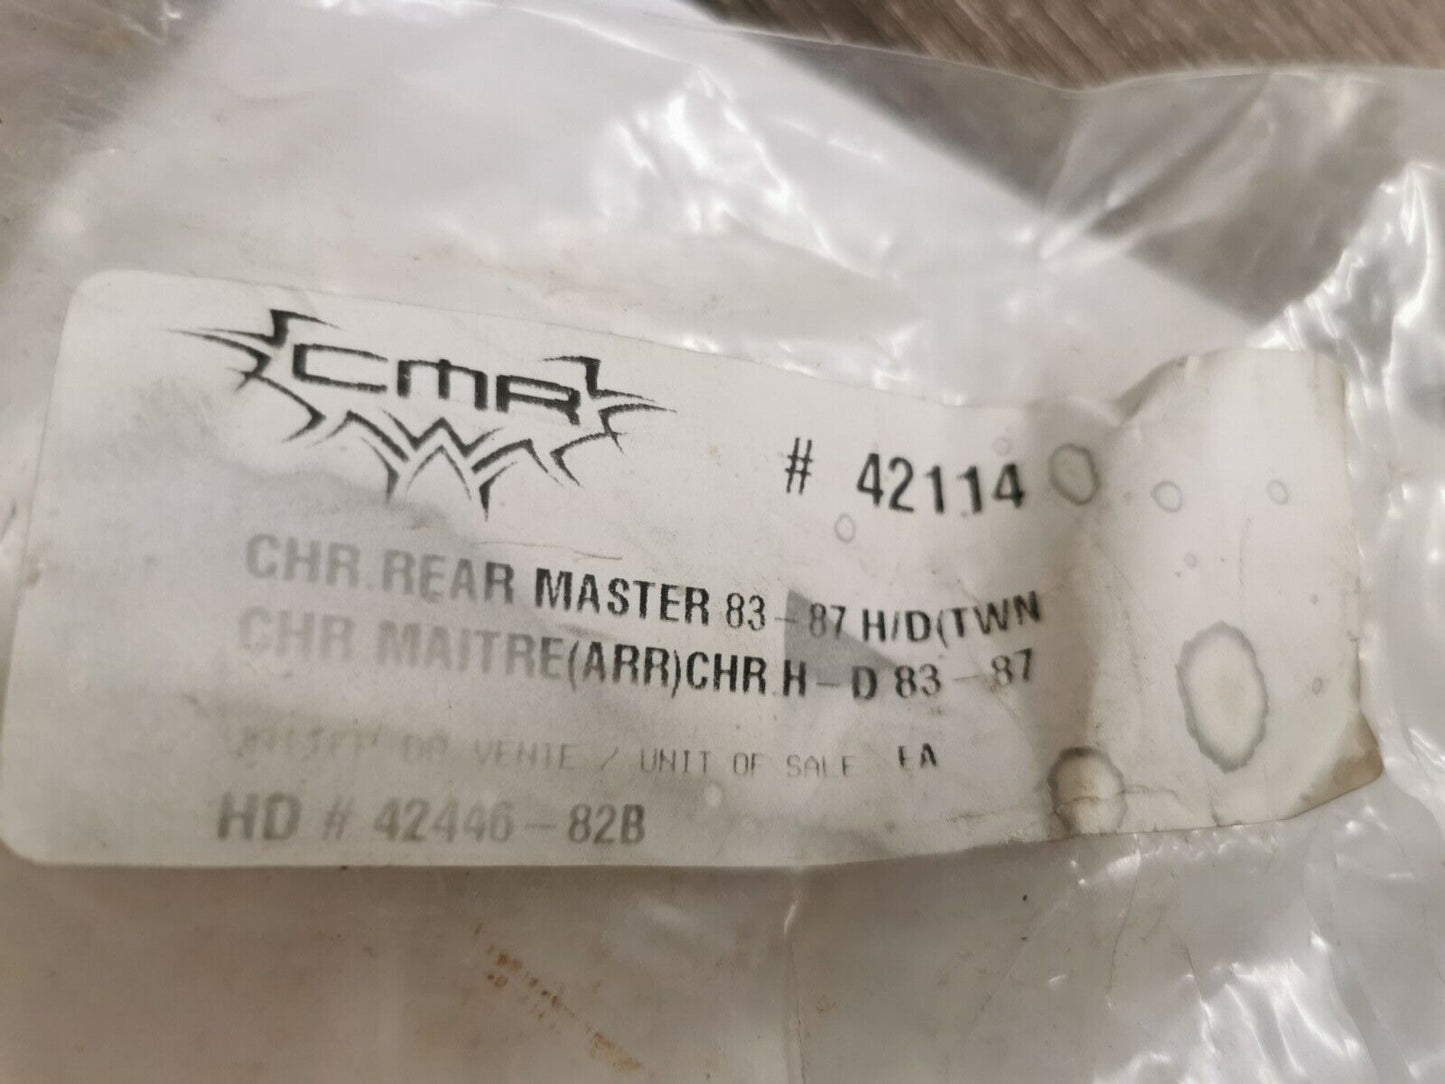 CMR
# 42114
CHR.REAR MASTER 83-87 H/D(TWN
CHR.MAITRE(ARR)CHR.H-D 83-87
VENTE / UNIT OF SALE EA
HD # 42446-82B